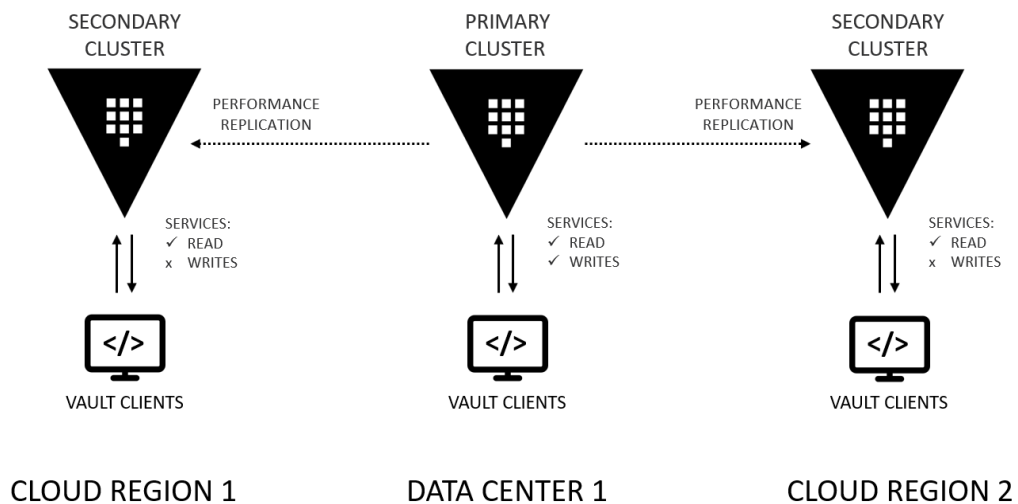 SECONDARY
CLUSTER
PRIMARY
CLUSTER
SECONDARY
CLUSTER
PERFORMANCE
REPLICATION
PERFORMANCE
REPLICATION
SERVICES:
✓ READ
x WRITES
SERVICES:
✓ READ
✓ WRITES
SERVICES:
✓ READ
x WRITES
</>
</>
</>
VAULT CLIENTS
VAULT CLIENTS
VAULT CLIENTS
CLOUD REGION 1
DATA CENTER 1
CLOUD REGION 2